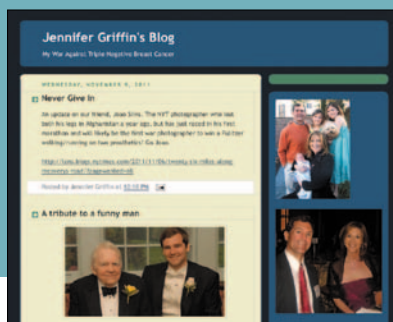 Jennifer Griffin's Blog
My War Against Triple Negative Breast Cancer
WEDNESDAY, NOVEMBER 9, 2011
Never Give In
An update on our friend, Joao Silva. The NYT photographer who lost
both his legs in Afghanistan a year ago, but has just raced in his first
marathon and will likely be the first war photographer to win a Pulitzer
walking/running on two prosthetics! Go Joao.
Posted by Jennifer Griffin at
A tribute to a funny man